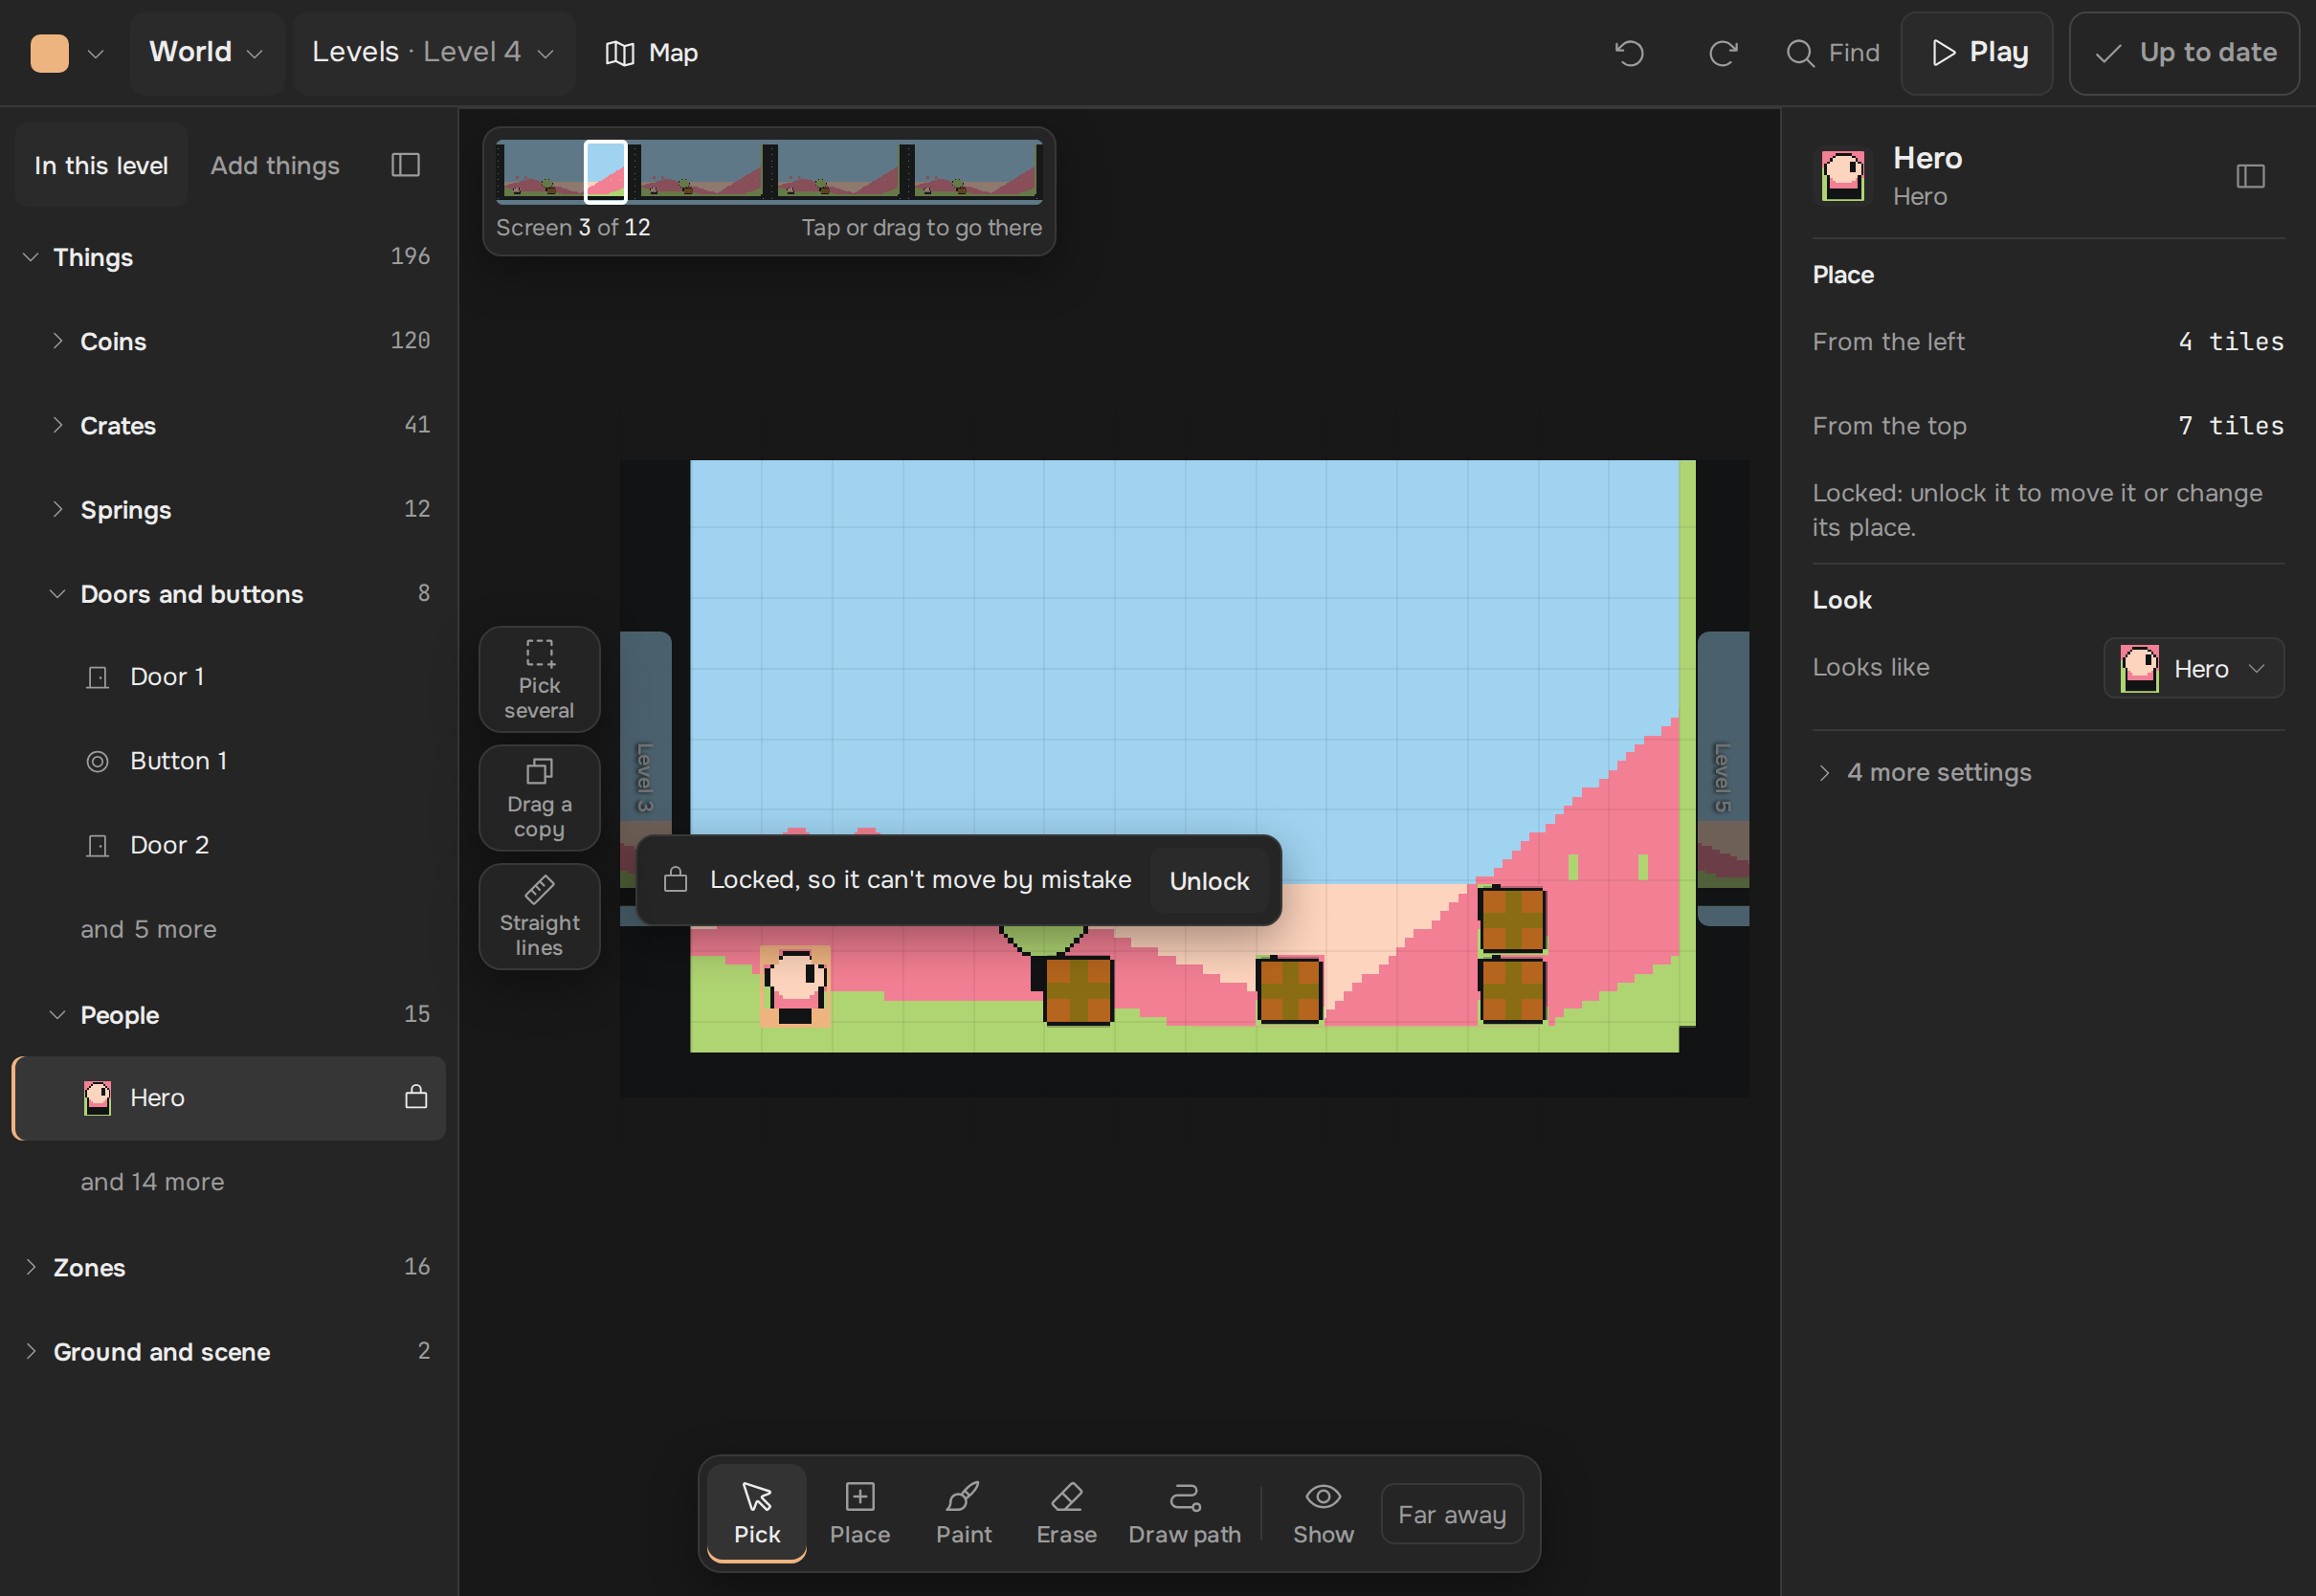 World
Levels · Level 4
Map
Find
Play
Up to date
In this level
Add things
Things 196
Coins 120
Crates 41
Springs 12
Doors and buttons 8
Door 1
Button 1
Door 2
and 5 more
People 15
Hero
and 14 more
Zones 16
Ground and scene 2
Screen 3 of 12
Tap or drag to go there
Pick
several
Drag a
copy
Straight
lines
Level 3
Level 5
Locked, so it can't move by mistake
Unlock
Pick
Place
Paint
Erase
Draw path
Show
Far away
Hero
Hero
Place
From the left 4 tiles
From the top 7 tiles
Locked: unlock it to move it or change
its place.
Look
Looks like Hero
4 more settings